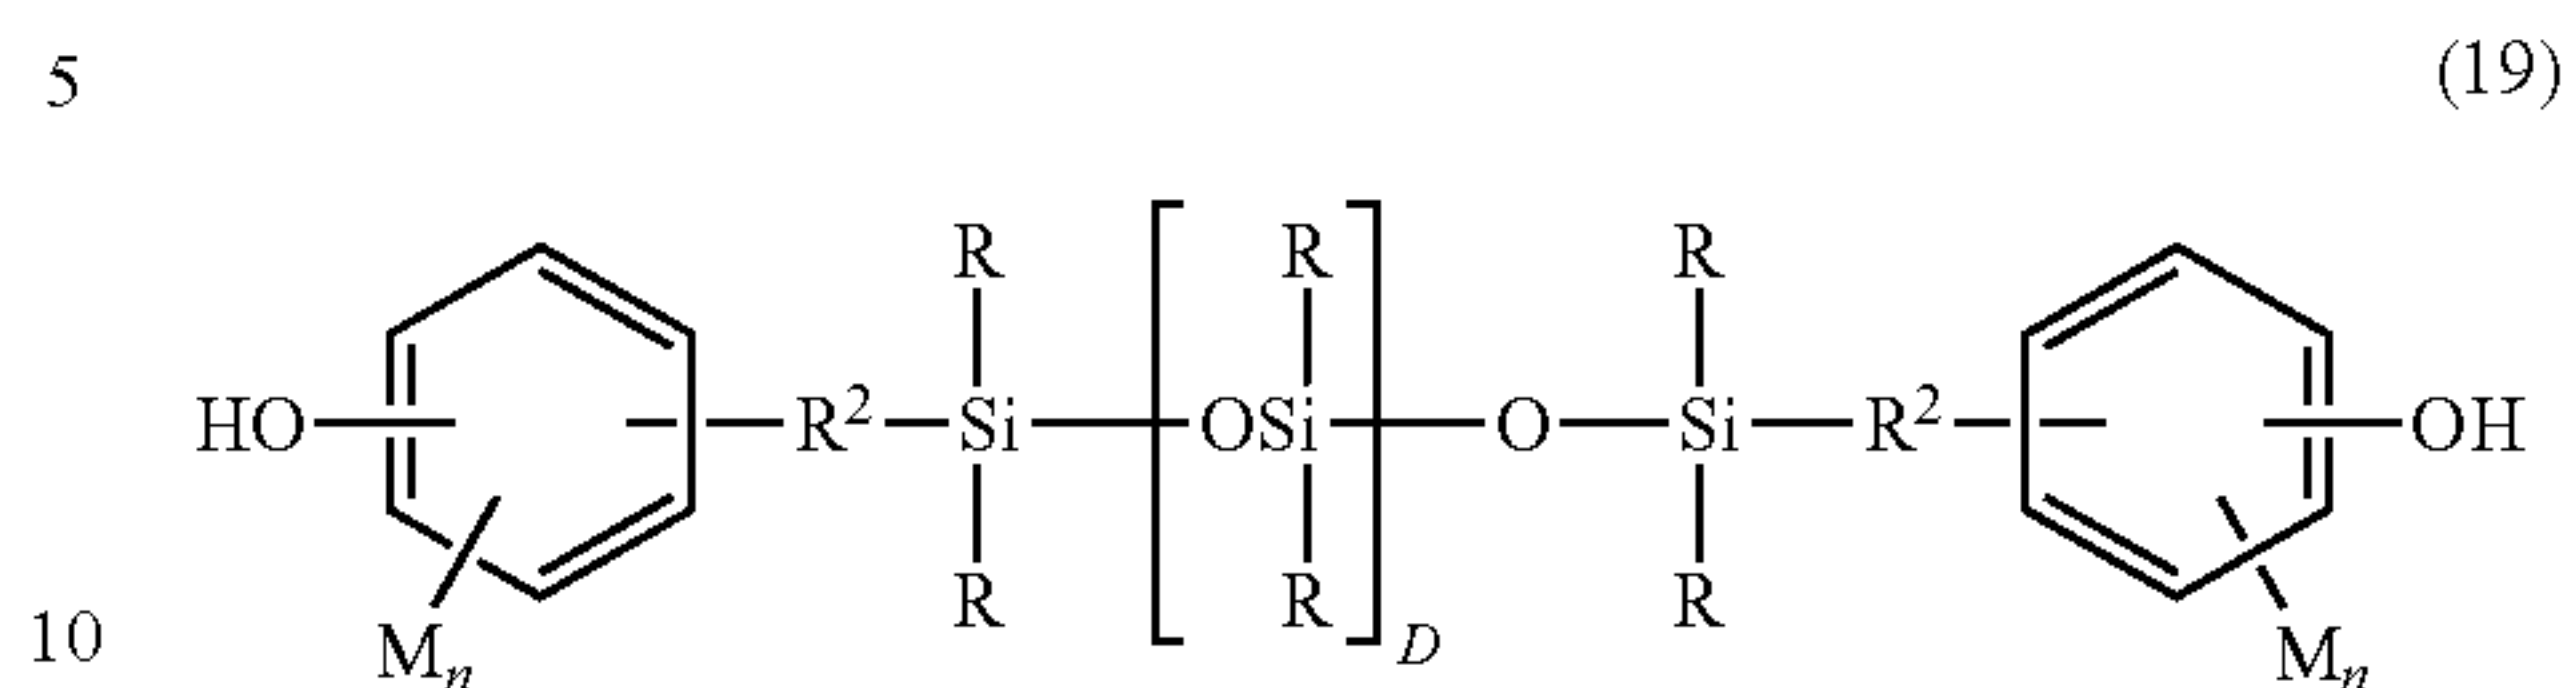 5 (19)
R R R
HO R² Si OSi O Si R² OH
R R R
D
10 Mn Mn